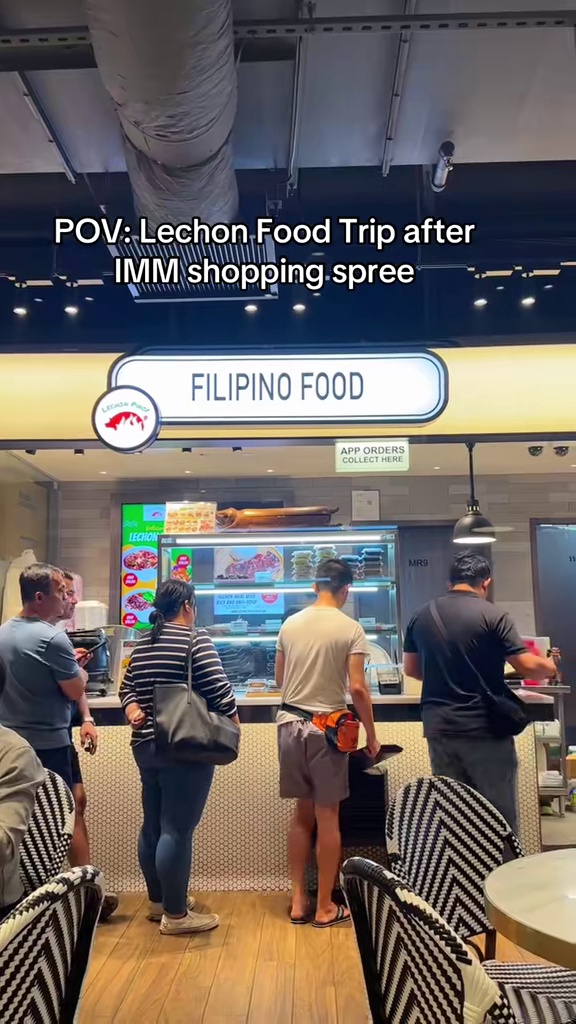 POV: Lechon Food Trip after
IMM shopping spree
FILIPINO FOOD
LECHON PINOY
APP ORDERS
COLLECT HERE
LECHON
MR9